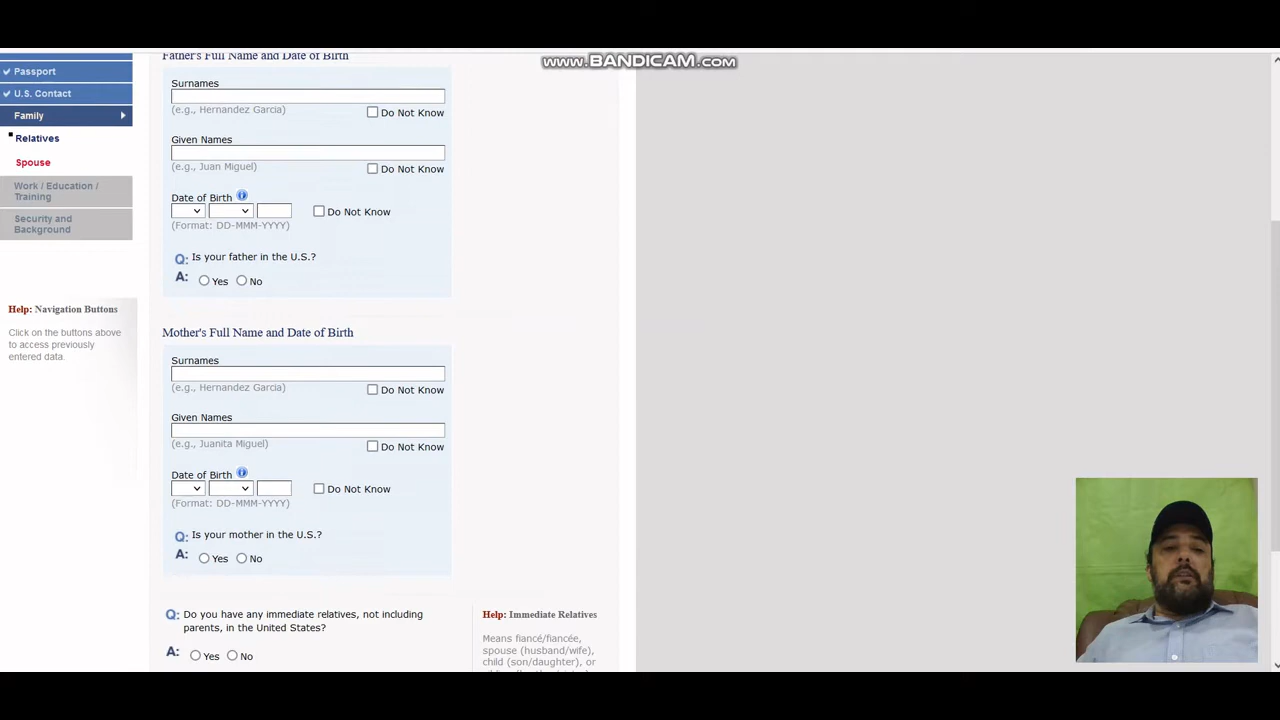 www.BANDICAM.com
Passport
U.S. Contact
Family
Relatives
Spouse
Work / Education /
Training
Security and
Background
Help: Navigation Buttons
Click on the buttons above
to access previously
entered data.
Father's Full Name and Date of Birth
Surnames
(e.g., Hernandez Garcia)
Do Not Know
Given Names
(e.g., Juan Miguel)
Do Not Know
Date of Birth
Do Not Know
(Format: DD-MMM-YYYY)
Q: Is your father in the U.S.?
A: Yes No
Mother's Full Name and Date of Birth
Surnames
(e.g., Hernandez Garcia)
Do Not Know
Given Names
(e.g., Juanita Miguel)
Do Not Know
Date of Birth
Do Not Know
(Format: DD-MMM-YYYY)
Q: Is your mother in the U.S.?
A: Yes No
Q: Do you have any immediate relatives, not including
parents, in the United States?
A: Yes No
Help: Immediate Relatives
Means fiancé/fiancée,
spouse (husband/wife),
child (son/daughter), or